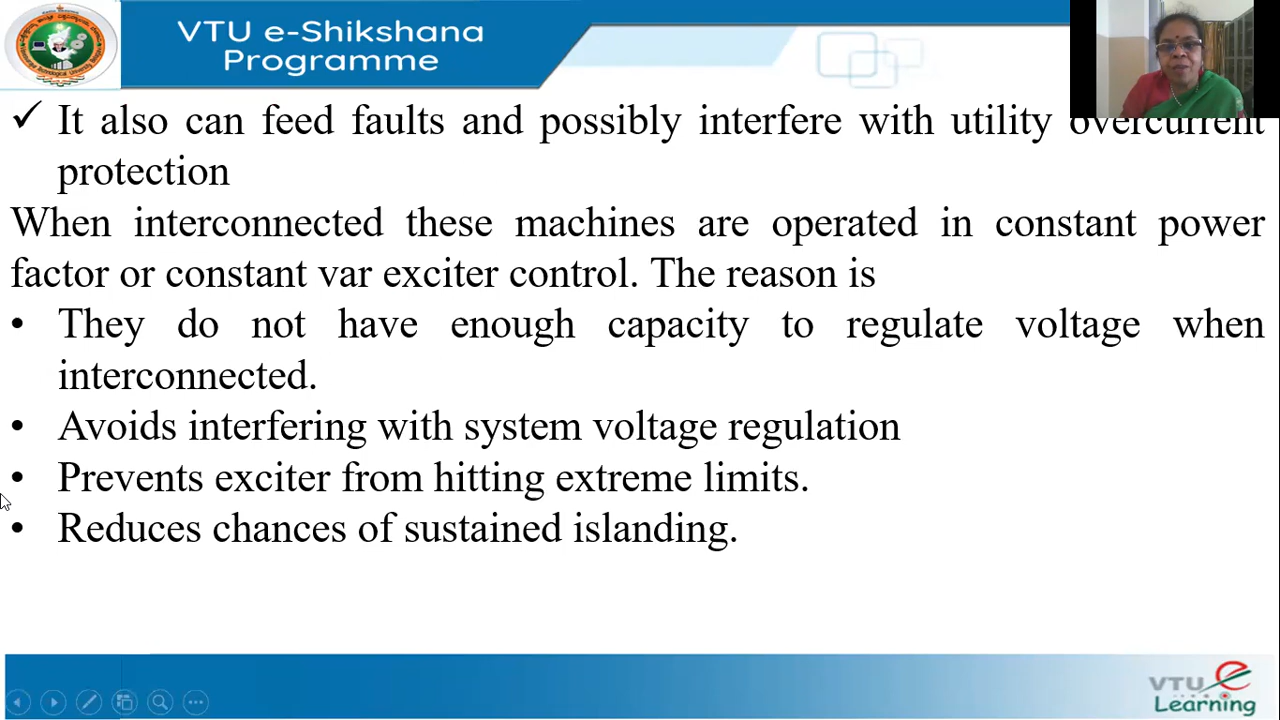 VTU e-Shikshana
Programme
✓ It also can feed faults and possibly interfere with utility overcurrent
protection
When interconnected these machines are operated in constant power
factor or constant var exciter control. The reason is
• They do not have enough capacity to regulate voltage when
interconnected.
• Avoids interfering with system voltage regulation
• Prevents exciter from hitting extreme limits.
• Reduces chances of sustained islanding.
VTU e
Learning